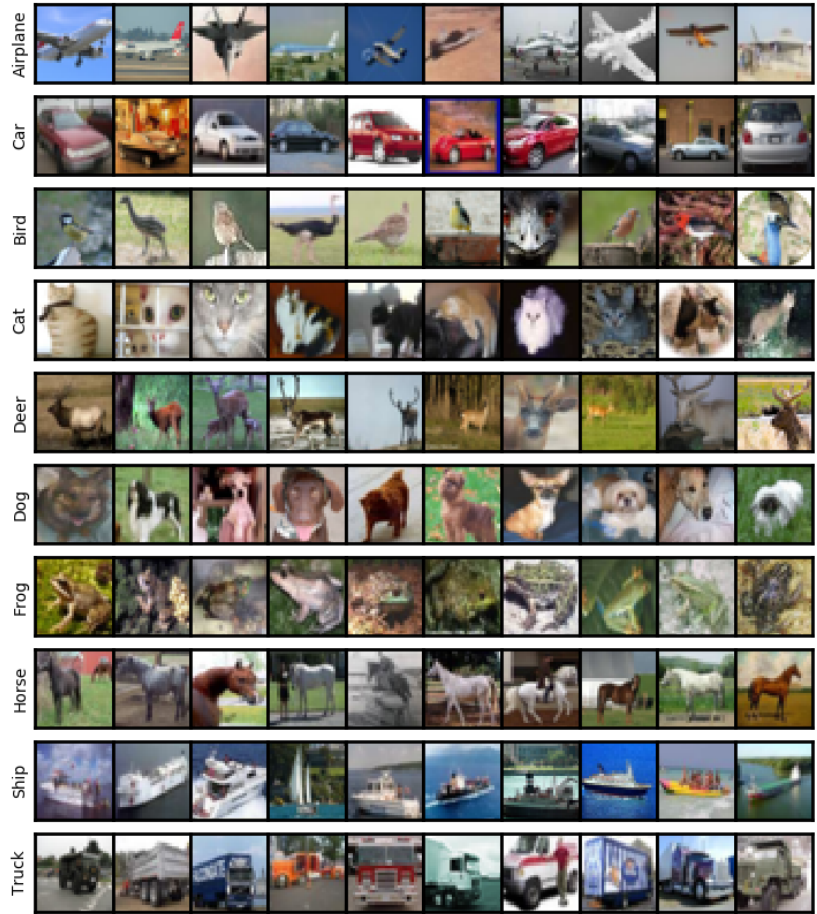 Airplane
Car
Bird
Cat
Deer
Dog
Frog
Horse
Ship
Truck